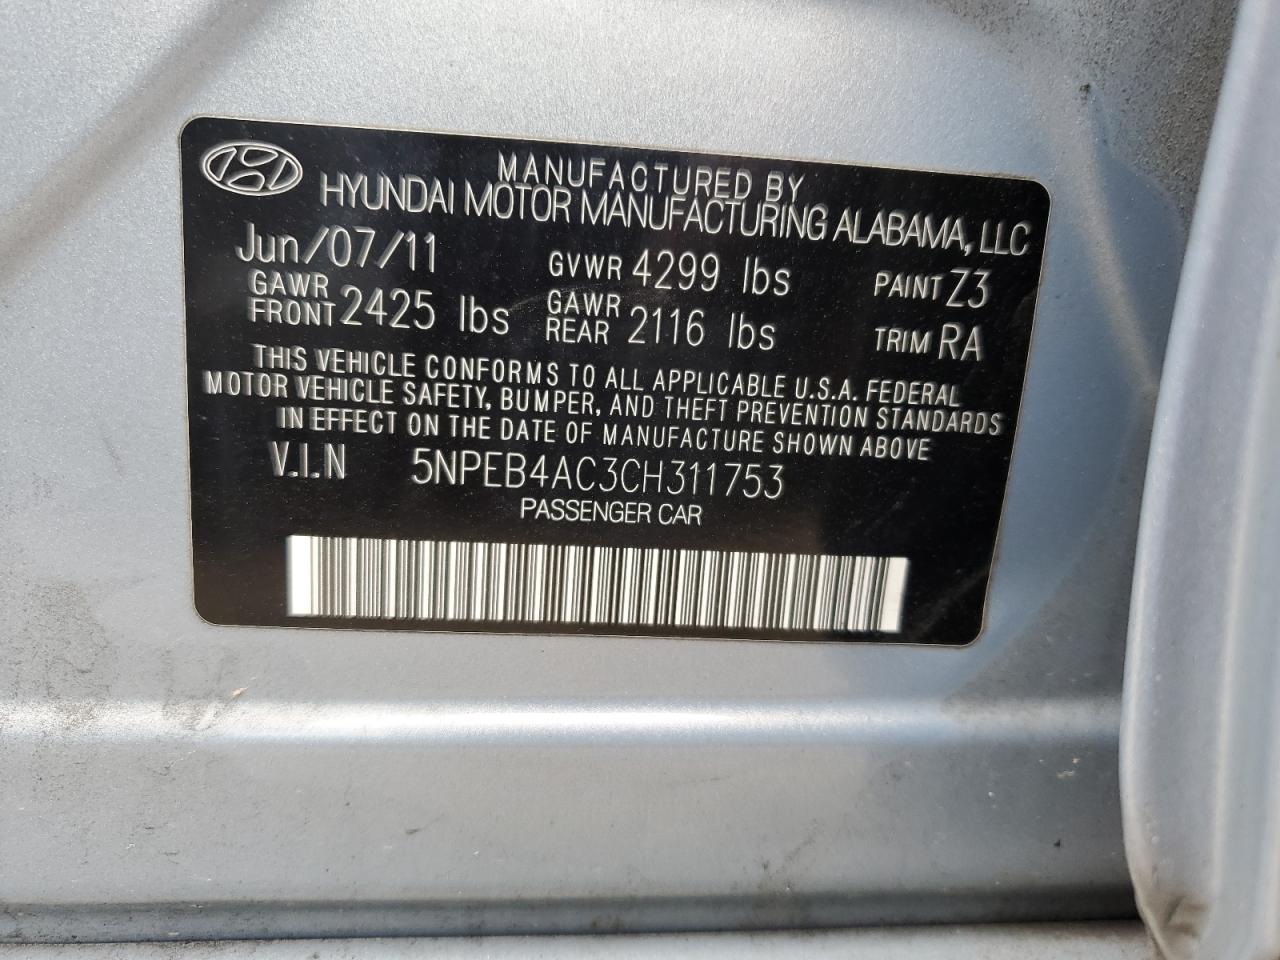 MANUFACTURED BY
HYUNDAI MOTOR MANUFACTURING ALABAMA, LLC
Jun/07/11 GVWR 4299 lbs PAINT Z3
GAWR FRONT 2425 lbs GAWR REAR 2116 lbs TRIM RA
THIS VEHICLE CONFORMS TO ALL APPLICABLE U.S.A. FEDERAL
MOTOR VEHICLE SAFETY, BUMPER, AND THEFT PREVENTION STANDARDS
IN EFFECT ON THE DATE OF MANUFACTURE SHOWN ABOVE
V.I.N 5NPEB4AC3CH311753
PASSENGER CAR